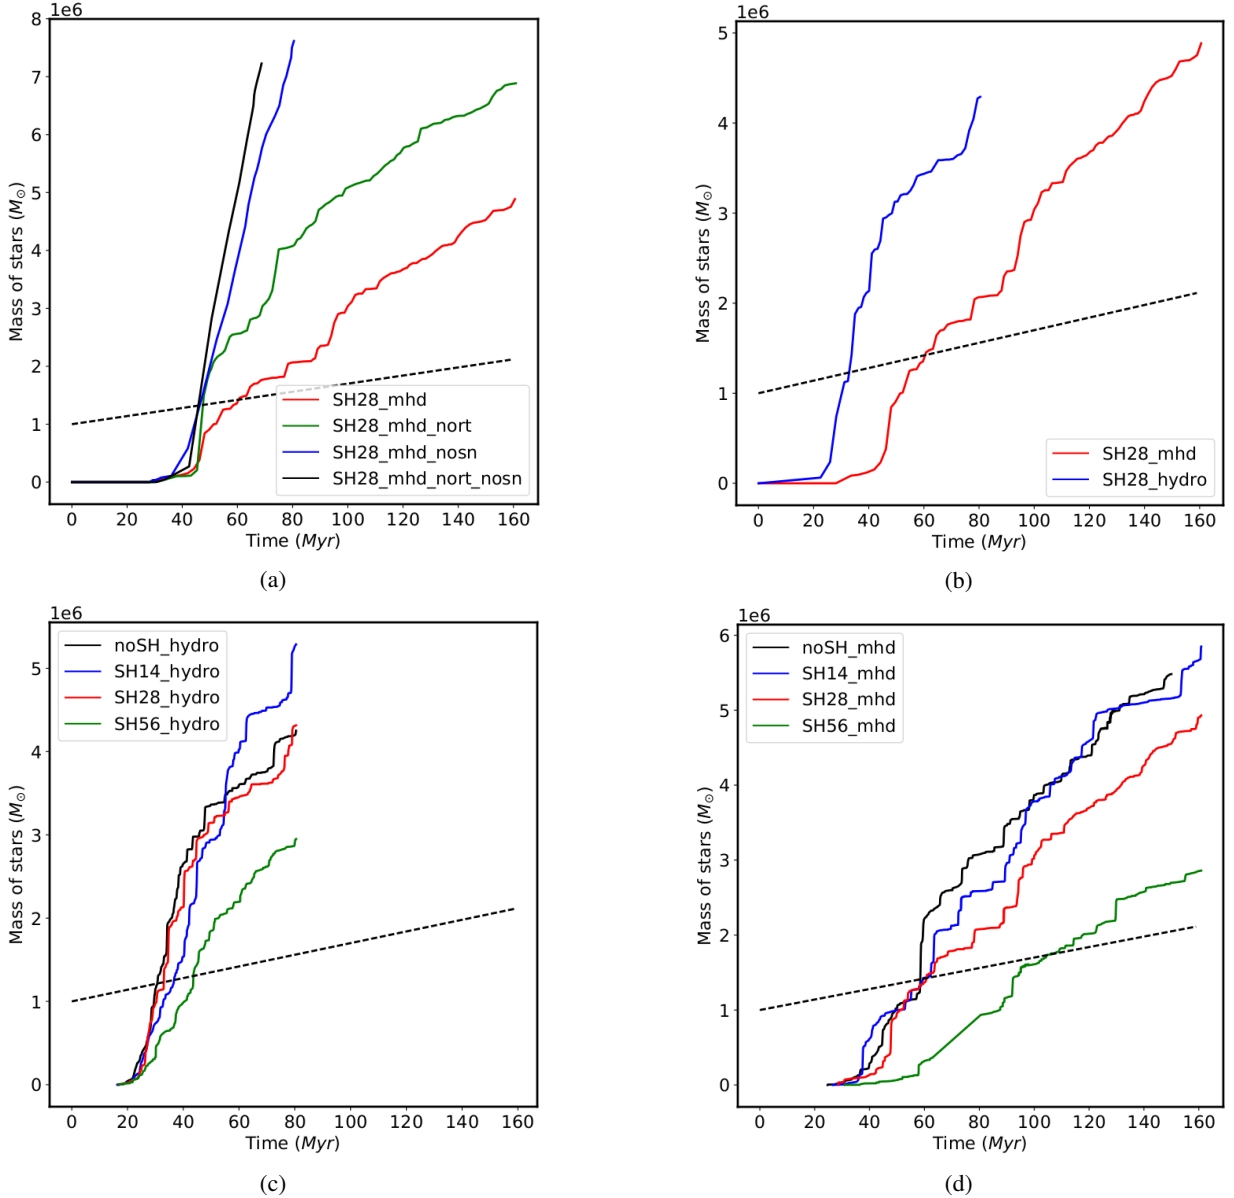 1e6
8
7
6
5
4
3
2
1
0
Mass of stars (M⊙)
SH28_mhd
SH28_mhd_nort
SH28_mhd_nosn
SH28_mhd_nort_nosn
0 20 40 60 80 100 120 140 160
Time (Myr)
(a)
1e6
5
4
3
2
1
0
Mass of stars (M⊙)
SH28_mhd
SH28_hydro
0 20 40 60 80 100 120 140 160
Time (Myr)
(b)
1e6
noSH_hydro
SH14_hydro
SH28_hydro
SH56_hydro
5
4
3
2
1
0
Mass of stars (M⊙)
0 20 40 60 80 100 120 140 160
Time (Myr)
(c)
1e6
noSH_mhd
SH14_mhd
SH28_mhd
SH56_mhd
6
5
4
3
2
1
0
Mass of stars (M⊙)
0 20 40 60 80 100 120 140 160
Time (Myr)
(d)